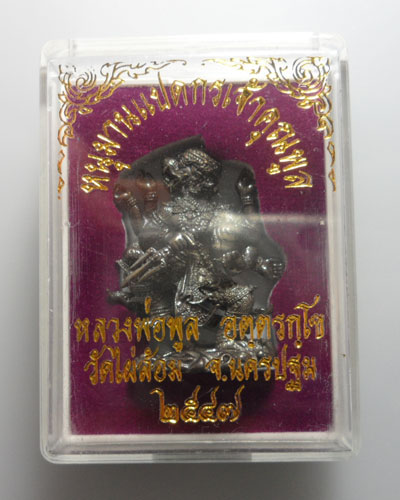 หนุมานแปดกรเจ้าคุณพูล
หลวงพ่อพูล อตฺตรกฺโข
วัดไผ่ล้อม จ.นครปฐม
๒๕๔๗